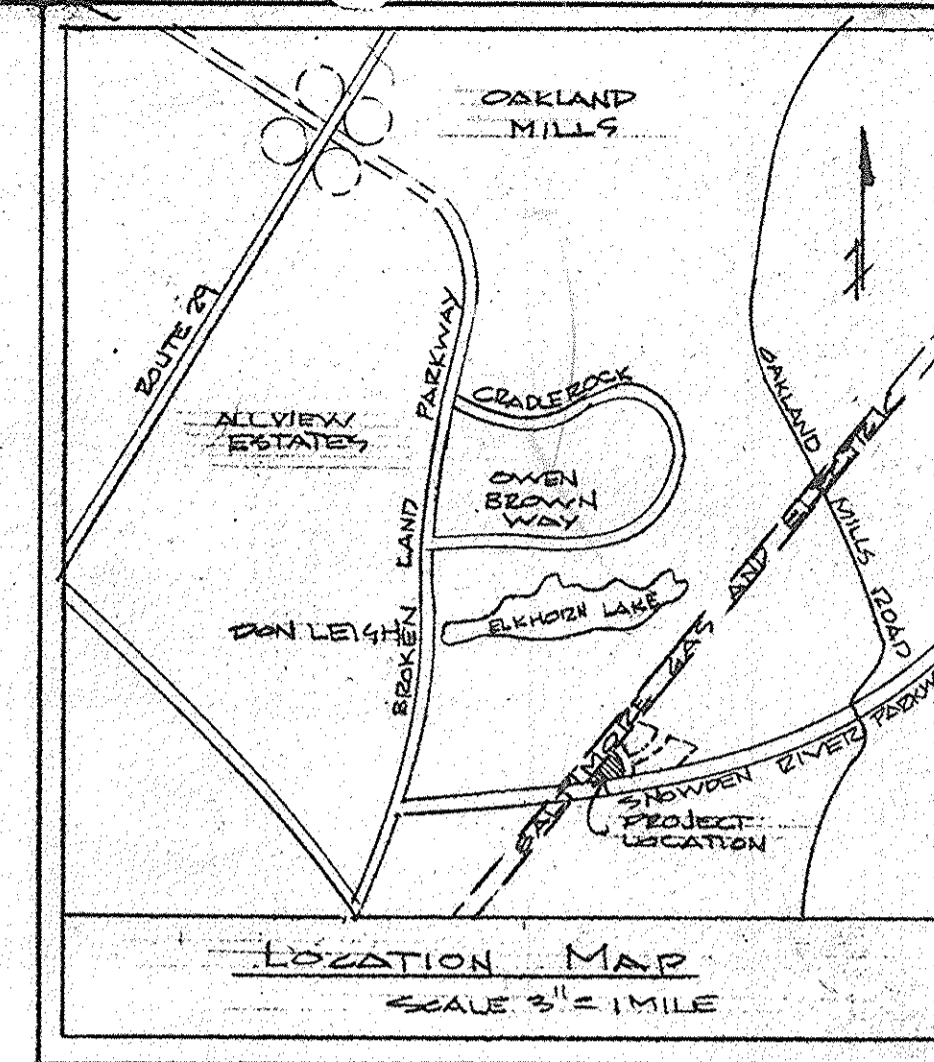 OAKLAND
MILLS
ROUTE 29
PARKWAY
CRADLEROCK
ALLVIEW
ESTATES
OWEN
BROWN
WAY
OAKLAND
MILLS
ROAD
BROKEN LAND
DON LEIGH
ELKHORN LAKE
BALTIMORE GAS AND ELECTRIC
SNOWDEN RIVER PARKW
PROJECT
LOCATION
LOCATION MAP
SCALE 3" = 1 MILE